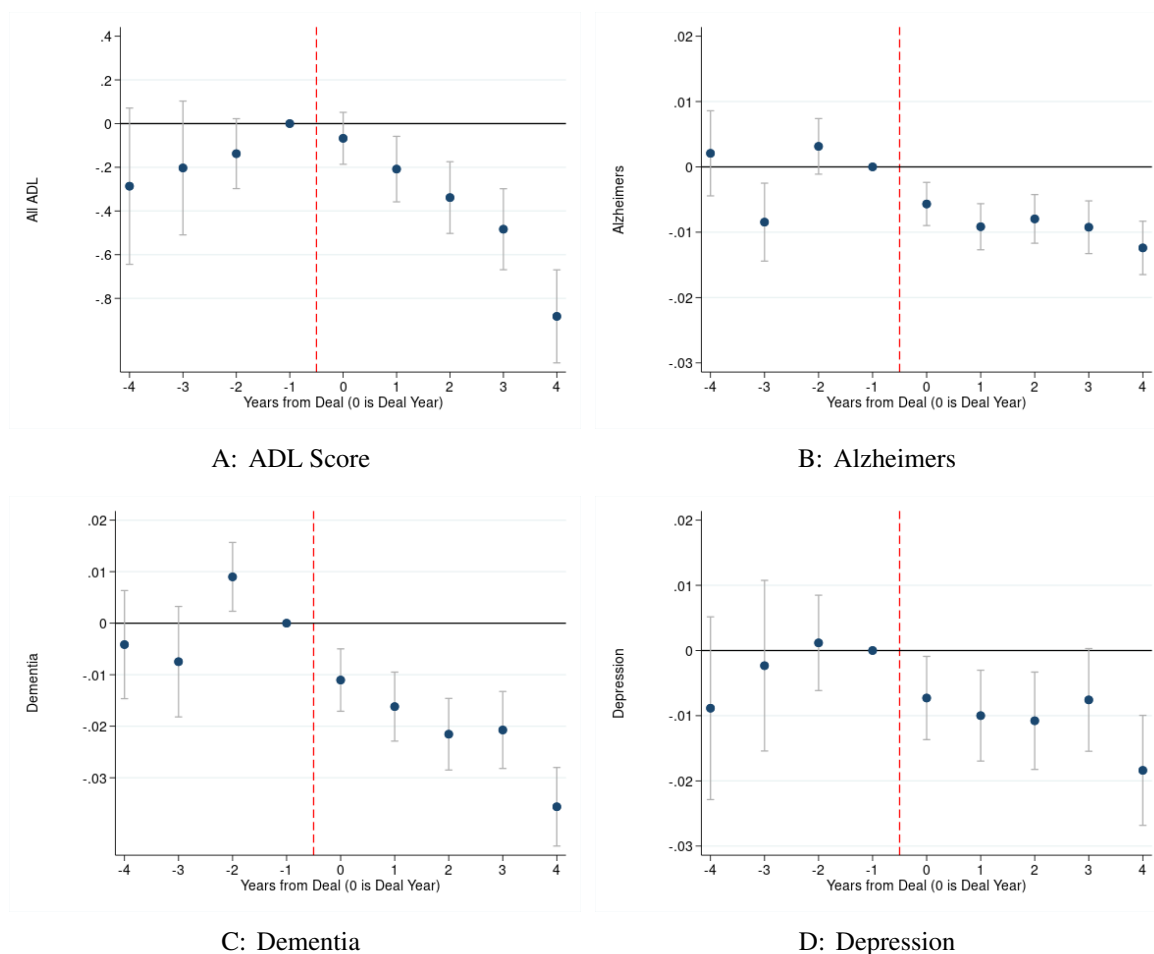 .4
.2
0
-.2
-.4
-.6
-.8
All ADL
-4 -3 -2 -1 0 1 2 3 4
Years from Deal (0 is Deal Year)
A: ADL Score
.02
.01
0
-.01
-.02
-.03
Alzheimers
-4 -3 -2 -1 0 1 2 3 4
Years from Deal (0 is Deal Year)
B: Alzheimers
.02
.01
0
-.01
-.02
-.03
Dementia
-4 -3 -2 -1 0 1 2 3 4
Years from Deal (0 is Deal Year)
C: Dementia
.02
.01
0
-.01
-.02
-.03
Depression
-4 -3 -2 -1 0 1 2 3 4
Years from Deal (0 is Deal Year)
D: Depression